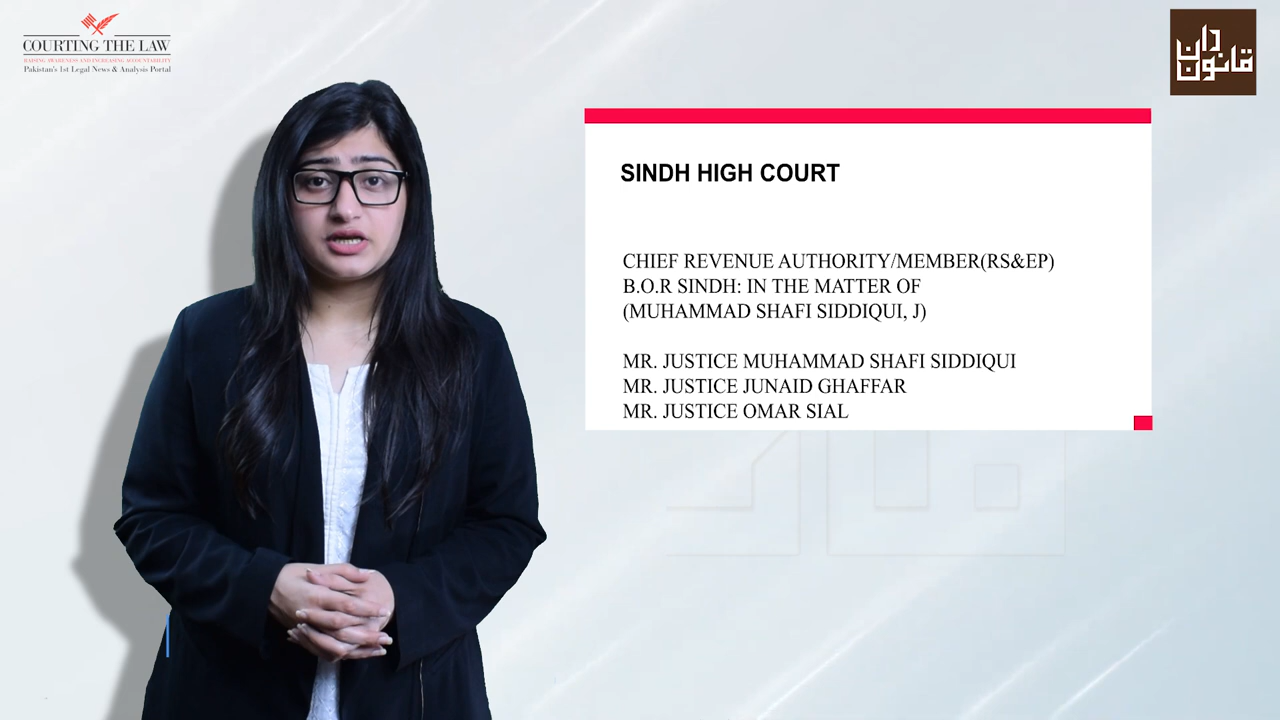 COURTING THE LAW
RAISING AWARENESS AND INCREASING ACCOUNTABILITY
Pakistan's 1st Legal News & Analysis Portal
قانون دان
SINDH HIGH COURT
CHIEF REVENUE AUTHORITY/MEMBER(RS&EP)
B.O.R SINDH: IN THE MATTER OF
(MUHAMMAD SHAFI SIDDIQUI, J)
MR. JUSTICE MUHAMMAD SHAFI SIDDIQUI
MR. JUSTICE JUNAID GHAFFAR
MR. JUSTICE OMAR SIAL